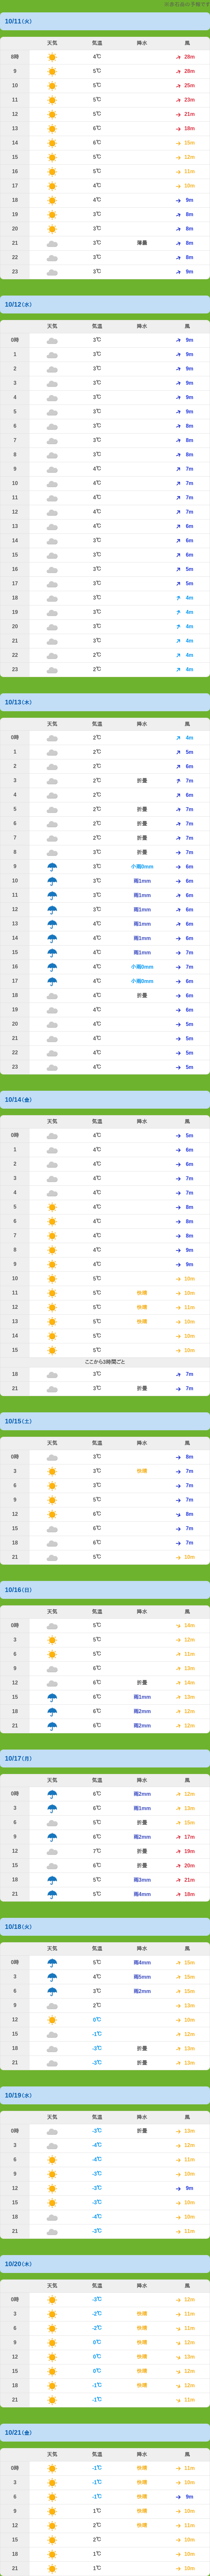 10/11(火)
天気 気温 降水 風
8時 4℃ 28m
9 5℃ 28m
10 5℃ 25m
11 5℃ 23m
12 5℃ 21m
13 6℃ 18m
14 6℃ 15m
15 5℃ 12m
16 5℃ 11m
17 4℃ 10m
18 4℃ 9m
19 3℃ 8m
20 3℃ 8m
21 3℃ 薄曇 8m
22 3℃ 8m
23 3℃ 9m
10/12(水)
天気 気温 降水 風
0時 3℃ 9m
1 3℃ 9m
2 3℃ 9m
3 3℃ 9m
4 3℃ 9m
5 3℃ 9m
6 3℃ 8m
7 3℃ 8m
8 3℃ 8m
9 4℃ 7m
10 4℃ 7m
11 4℃ 7m
12 4℃ 7m
13 4℃ 6m
14 3℃ 6m
15 3℃ 6m
16 3℃ 5m
17 3℃ 5m
18 3℃ 4m
19 3℃ 4m
20 3℃ 4m
21 3℃ 4m
22 2℃ 4m
23 2℃ 4m
10/13(木)
天気 気温 降水 風
0時 2℃ 4m
1 2℃ 5m
2 2℃ 6m
3 2℃ 折曇 7m
4 2℃ 6m
5 2℃ 折曇 7m
6 2℃ 折曇 7m
7 2℃ 折曇 7m
8 3℃ 折曇 7m
9 3℃ 小雨0mm 6m
10 3℃ 雨1mm 6m
11 3℃ 雨1mm 6m
12 3℃ 雨1mm 6m
13 4℃ 雨1mm 6m
14 4℃ 雨1mm 6m
15 4℃ 雨1mm 7m
16 4℃ 小雨0mm 7m
17 4℃ 小雨0mm 6m
18 4℃ 折曇 6m
19 4℃ 6m
20 4℃ 5m
21 4℃ 5m
22 4℃ 5m
23 4℃ 5m
10/14(金)
天気 気温 降水 風
0時 4℃ 5m
1 4℃ 6m
2 4℃ 6m
3 4℃ 7m
4 4℃ 7m
5 4℃ 8m
6 4℃ 8m
7 4℃ 8m
8 4℃ 9m
9 4℃ 9m
10 5℃ 10m
11 5℃ 快晴 10m
12 5℃ 快晴 11m
13 5℃ 快晴 10m
14 5℃ 10m
15 5℃ 10m
ここから3時間ごと
18 3℃ 7m
21 3℃ 折曇 7m
10/15(土)
天気 気温 降水 風
0時 3℃ 8m
3 3℃ 快晴 7m
6 3℃ 7m
9 5℃ 7m
12 6℃ 8m
15 6℃ 7m
18 6℃ 7m
21 5℃ 10m
10/16(日)
天気 気温 降水 風
0時 5℃ 14m
3 5℃ 12m
6 5℃ 11m
9 6℃ 13m
12 6℃ 折曇 14m
15 6℃ 雨1mm 13m
18 6℃ 雨2mm 12m
21 6℃ 雨2mm 12m
10/17(月)
天気 気温 降水 風
0時 6℃ 雨2mm 12m
3 6℃ 雨1mm 13m
6 5℃ 折曇 15m
9 6℃ 雨2mm 17m
12 7℃ 折曇 19m
15 6℃ 折曇 20m
18 5℃ 雨3mm 21m
21 5℃ 雨4mm 18m
10/18(火)
天気 気温 降水 風
0時 5℃ 雨4mm 15m
3 4℃ 雨5mm 15m
6 3℃ 雨2mm 15m
9 2℃ 13m
12 0℃ 10m
15 -1℃ 12m
18 -3℃ 折曇 13m
21 -3℃ 折曇 13m
10/19(水)
天気 気温 降水 風
0時 -3℃ 折曇 13m
3 -4℃ 12m
6 -4℃ 11m
9 -3℃ 10m
12 -3℃ 9m
15 -3℃ 10m
18 -4℃ 10m
21 -3℃ 11m
10/20(木)
天気 気温 降水 風
0時 -3℃ 12m
3 -2℃ 快晴 11m
6 -2℃ 快晴 11m
9 0℃ 快晴 12m
12 0℃ 快晴 13m
15 0℃ 快晴 12m
18 -1℃ 快晴 12m
21 -1℃ 快晴 11m
10/21(金)
天気 気温 降水 風
0時 -1℃ 快晴 11m
3 -1℃ 快晴 10m
6 -1℃ 快晴 9m
9 1℃ 快晴 10m
12 2℃ 快晴 11m
15 2℃ 10m
18 1℃ 10m
21 1℃ 10m